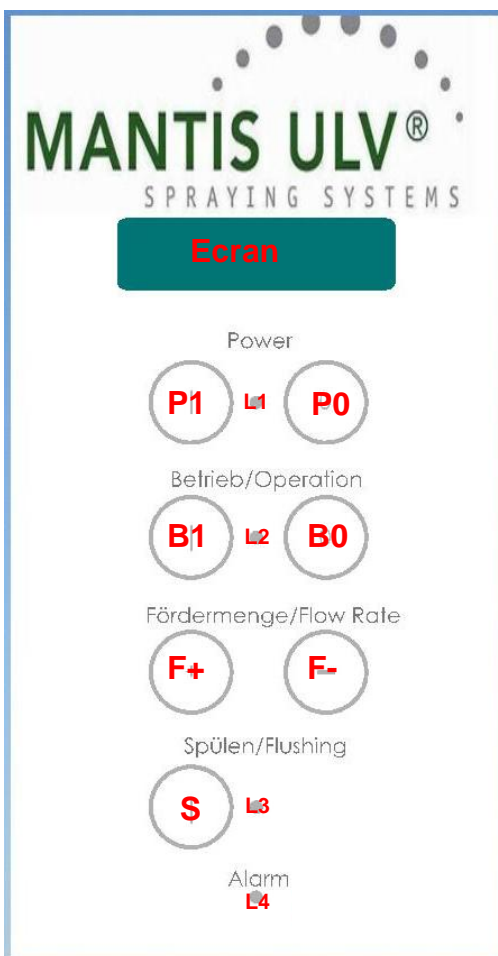 MANTIS ULV®
SPRAYING SYSTEMS
Ecran
Power
P1 L1 P0
Betrieb/Operation
B1 L2 B0
Fördermenge/Flow Rate
F+ F-
Spülen/Flushing
S L3
Alarm
L4